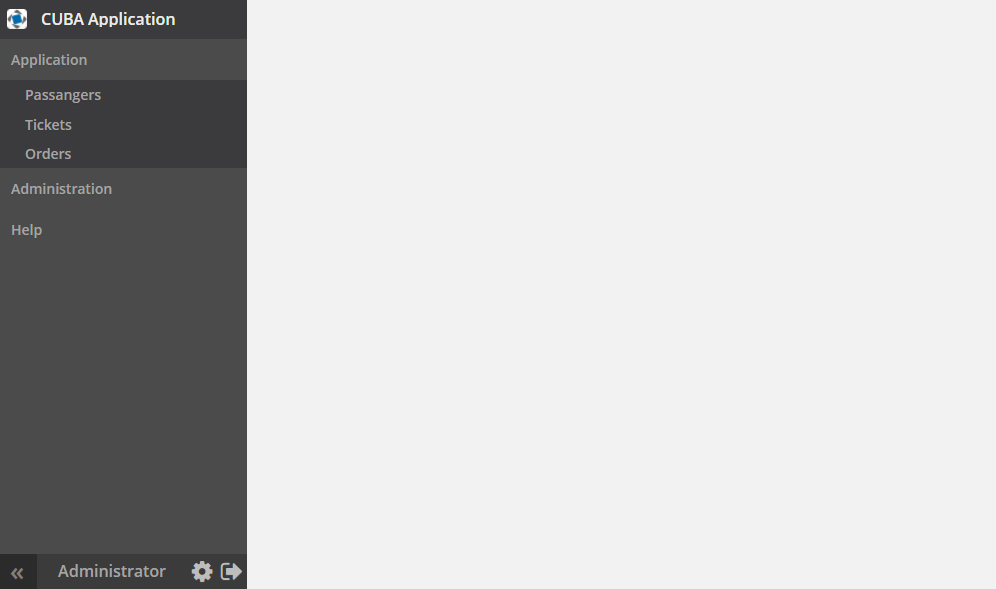 CUBA Application
Application
Passangers
Tickets
Orders
Administration
Help
« Administrator